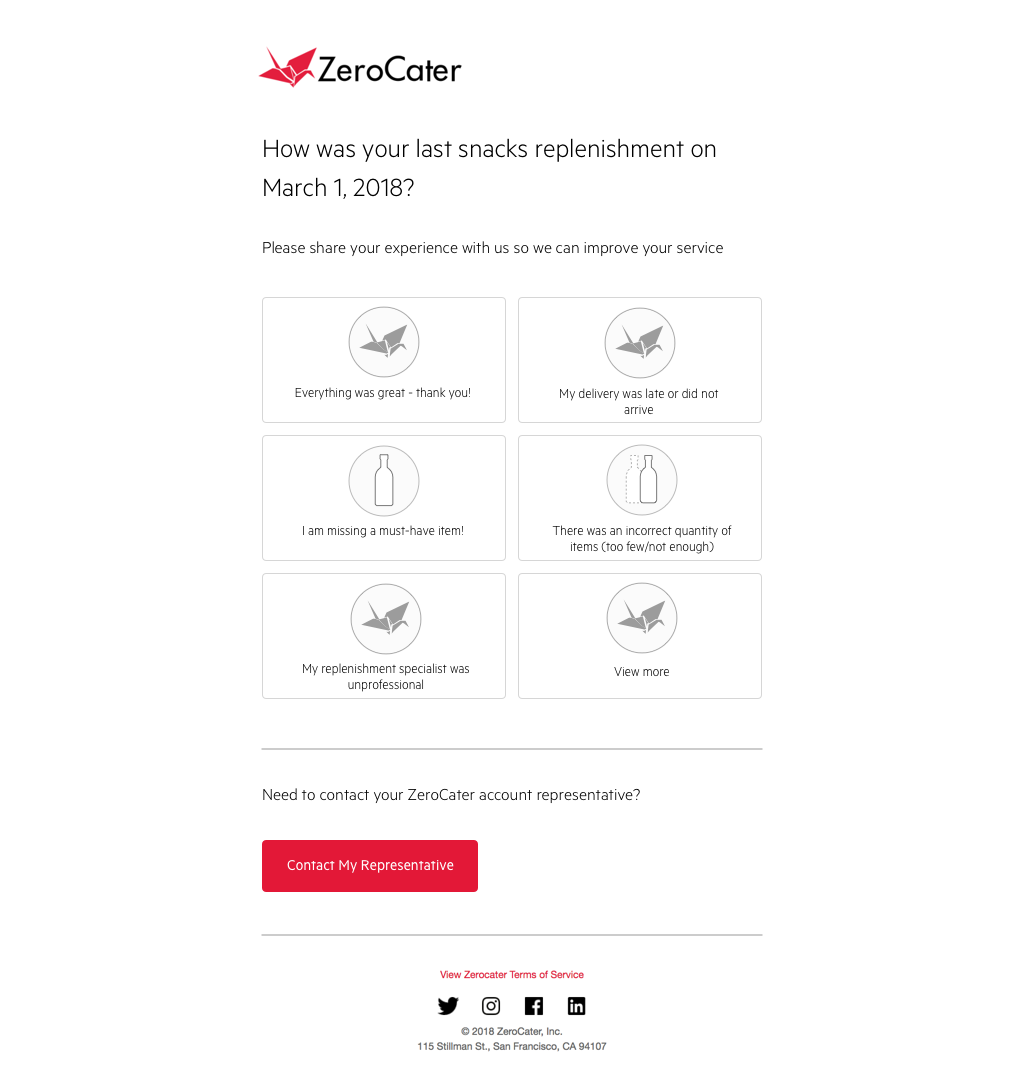 ZeroCater
How was your last snacks replenishment on
March 1, 2018?
Please share your experience with us so we can improve your service
Everything was great - thank you!
My delivery was late or did not
arrive
I am missing a must-have item!
There was an incorrect quantity of
items (too few/not enough)
My replenishment specialist was
unprofessional
View more
Need to contact your ZeroCater account representative?
Contact My Representative
View Zerocater Terms of Service
© 2018 ZeroCater, Inc.
115 Stillman St., San Francisco, CA 94107